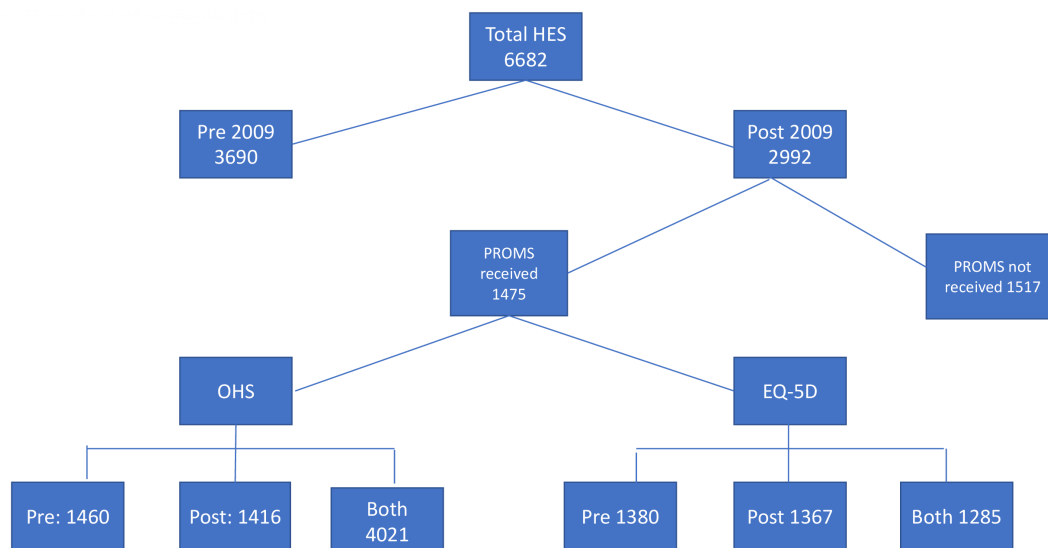 Total HES
6682
Pre 2009
3690
Post 2009
2992
PROMS
received
1475
PROMS not
received 1517
OHS
EQ-5D
Pre: 1460
Post: 1416
Both
4021
Pre 1380
Post 1367
Both 1285